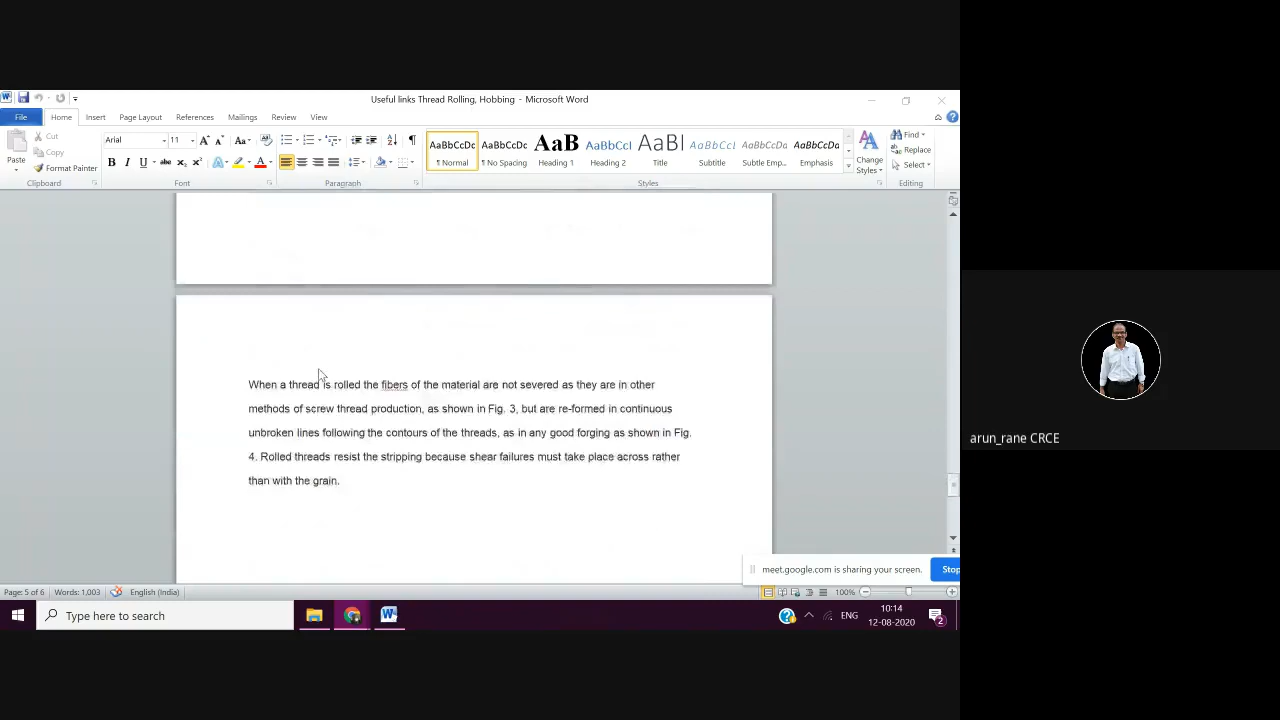 Useful links Thread Rolling, Hobbing - Microsoft Word
File Home Insert Page Layout References Mailings Review View
Paste
Cut
Copy
Format Painter
Clipboard
Arial 11
Font
Paragraph
AaBbCcDc AaBbCcDc AaB AaBbCcI AaBI AaBbCcI AaBbCcDc AaBbCcDc
¶ Normal ¶ No Spacing Heading 1 Heading 2 Title Subtitle Subtle Emp... Emphasis
Styles
Change
Styles
Find
Replace
Select
Editing
When a thread is rolled the fibers of the material are not severed as they are in other
methods of screw thread production, as shown in Fig. 3, but are re-formed in continuous
unbroken lines following the contours of the threads, as in any good forging as shown in Fig.
4. Rolled threads resist the stripping because shear failures must take place across rather
than with the grain.
arun_rane CRCE
meet.google.com is sharing your screen.
Stop
Page: 5 of 6 Words: 1,003 English (India) 100%
Type here to search
ENG
10:14
12-08-2020
2